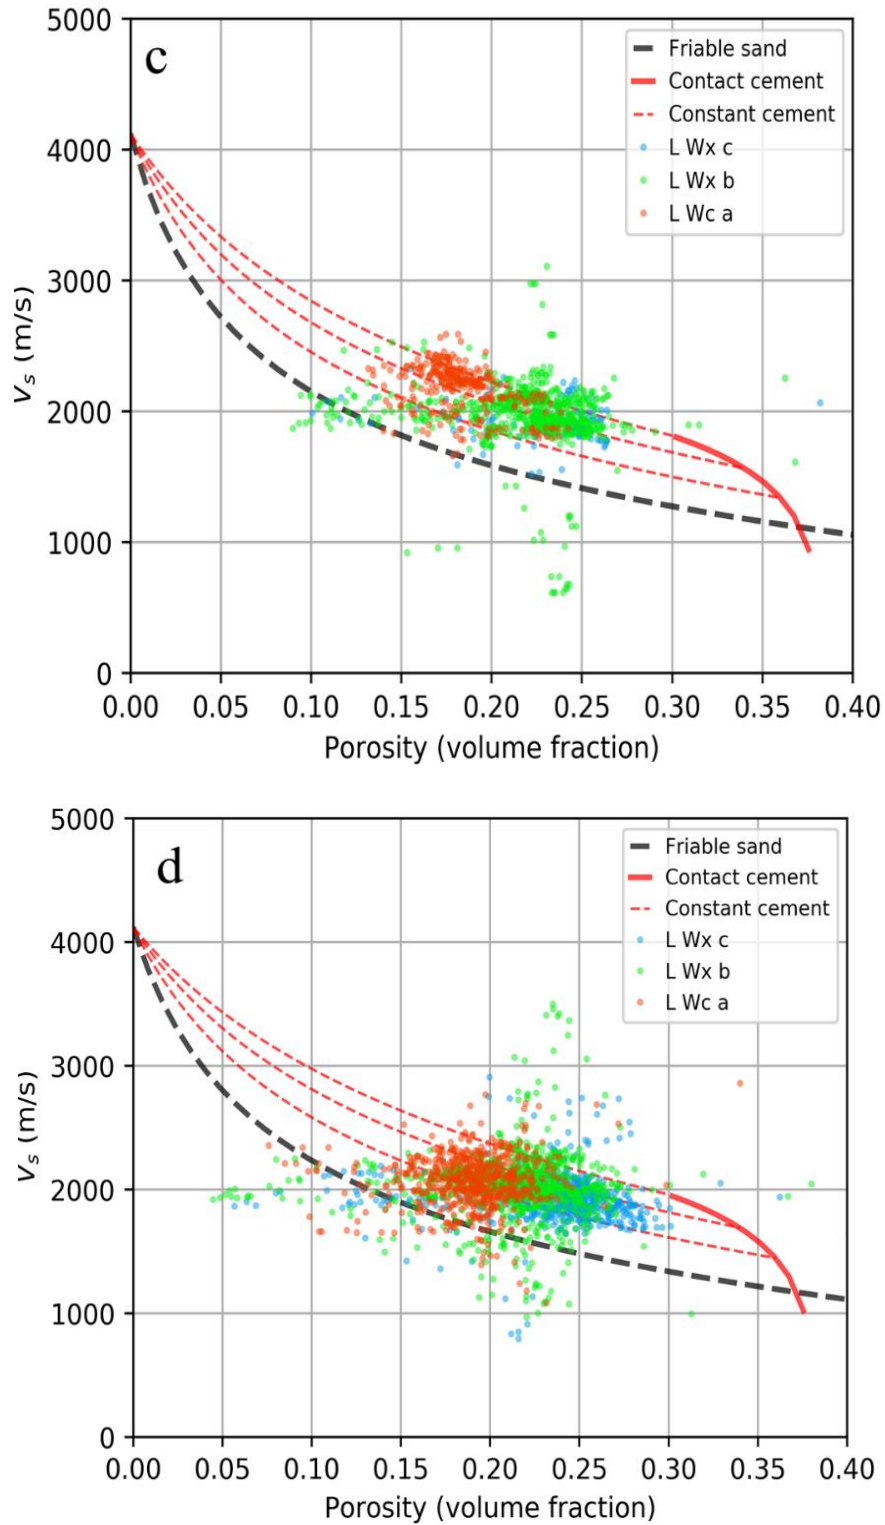 c
5000
4000
3000
2000
1000
0
V_s (m/s)
Friable sand
Contact cement
Constant cement
L Wx c
L Wx b
L Wc a
0.00 0.05 0.10 0.15 0.20 0.25 0.30 0.35 0.40
Porosity (volume fraction)
d
5000
4000
3000
2000
1000
0
V_s (m/s)
Friable sand
Contact cement
Constant cement
L Wx c
L Wx b
L Wc a
0.00 0.05 0.10 0.15 0.20 0.25 0.30 0.35 0.40
Porosity (volume fraction)